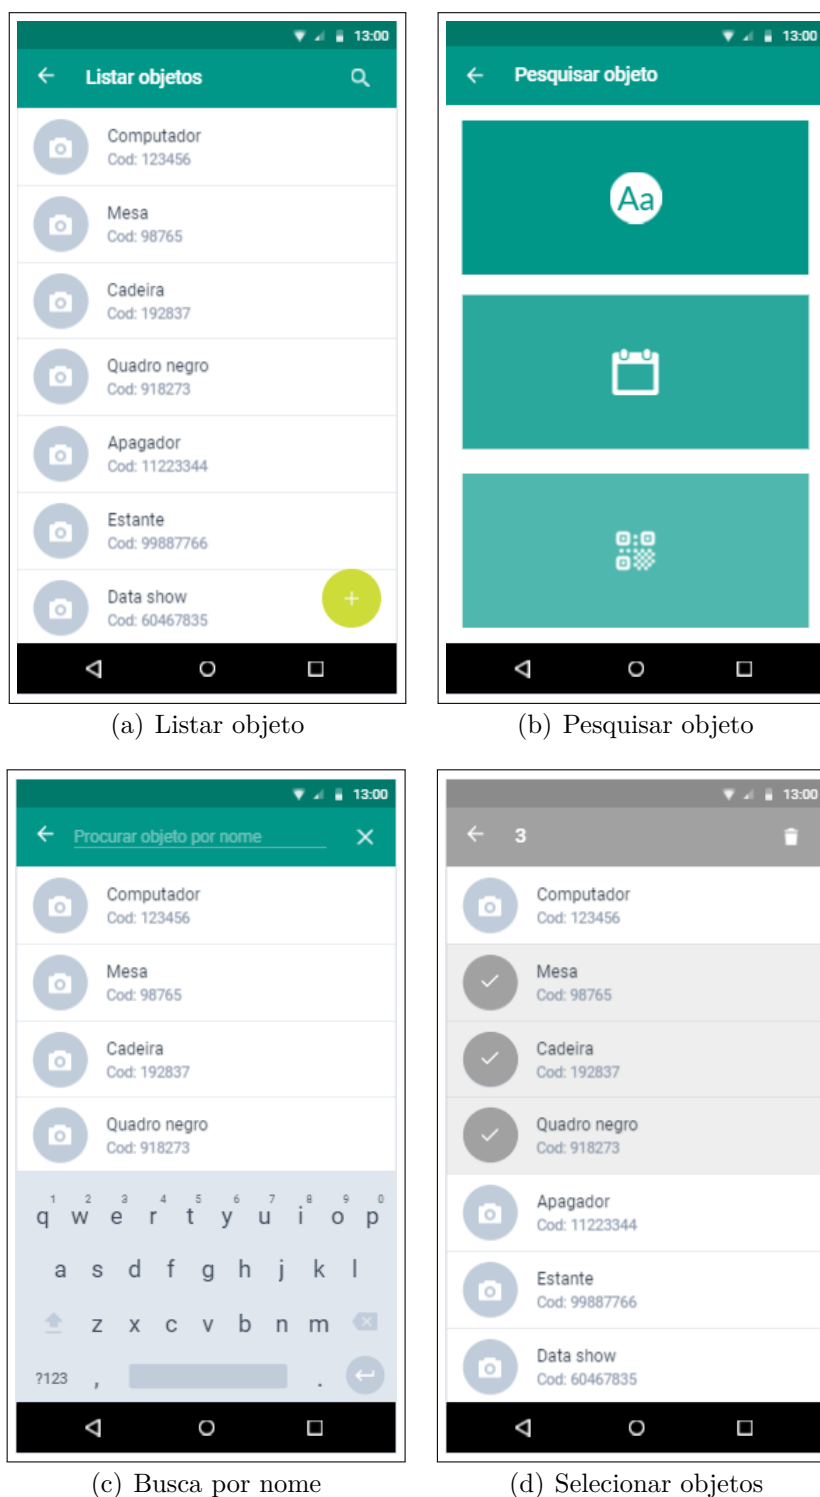 13:00
Listar objetos
Computador
Cod: 123456
Mesa
Cod: 98765
Cadeira
Cod: 192837
Quadro negro
Cod: 918273
Apagador
Cod: 11223344
Estante
Cod: 99887766
Data show
Cod: 60467835
(a) Listar objeto
13:00
Pesquisar objeto
Aa
(b) Pesquisar objeto
13:00
Procurar objeto por nome
Computador
Cod: 123456
Mesa
Cod: 98765
Cadeira
Cod: 192837
Quadro negro
Cod: 918273
1 2 3 4 5 6 7 8 9 0
q w e r t y u i o p
a s d f g h j k l
z x c v b n m
?123 , .
(c) Busca por nome
13:00
3
Computador
Cod: 123456
Mesa
Cod: 98765
Cadeira
Cod: 192837
Quadro negro
Cod: 918273
Apagador
Cod: 11223344
Estante
Cod: 99887766
Data show
Cod: 60467835
(d) Selecionar objetos